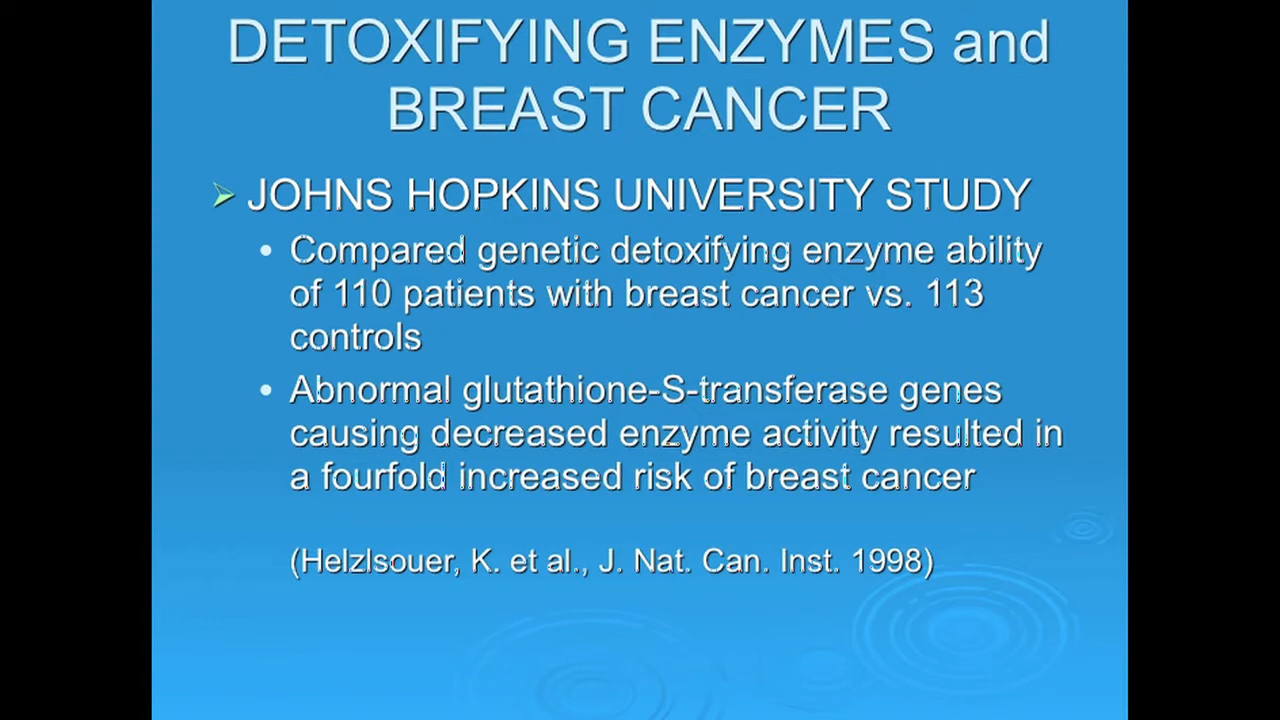 DETOXIFYING ENZYMES and
BREAST CANCER
JOHNS HOPKINS UNIVERSITY STUDY
• Compared genetic detoxifying enzyme ability
of 110 patients with breast cancer vs. 113
controls
• Abnormal glutathione-S-transferase genes
causing decreased enzyme activity resulted in
a fourfold increased risk of breast cancer
(Helzlsouer, K. et al., J. Nat. Can. Inst. 1998)